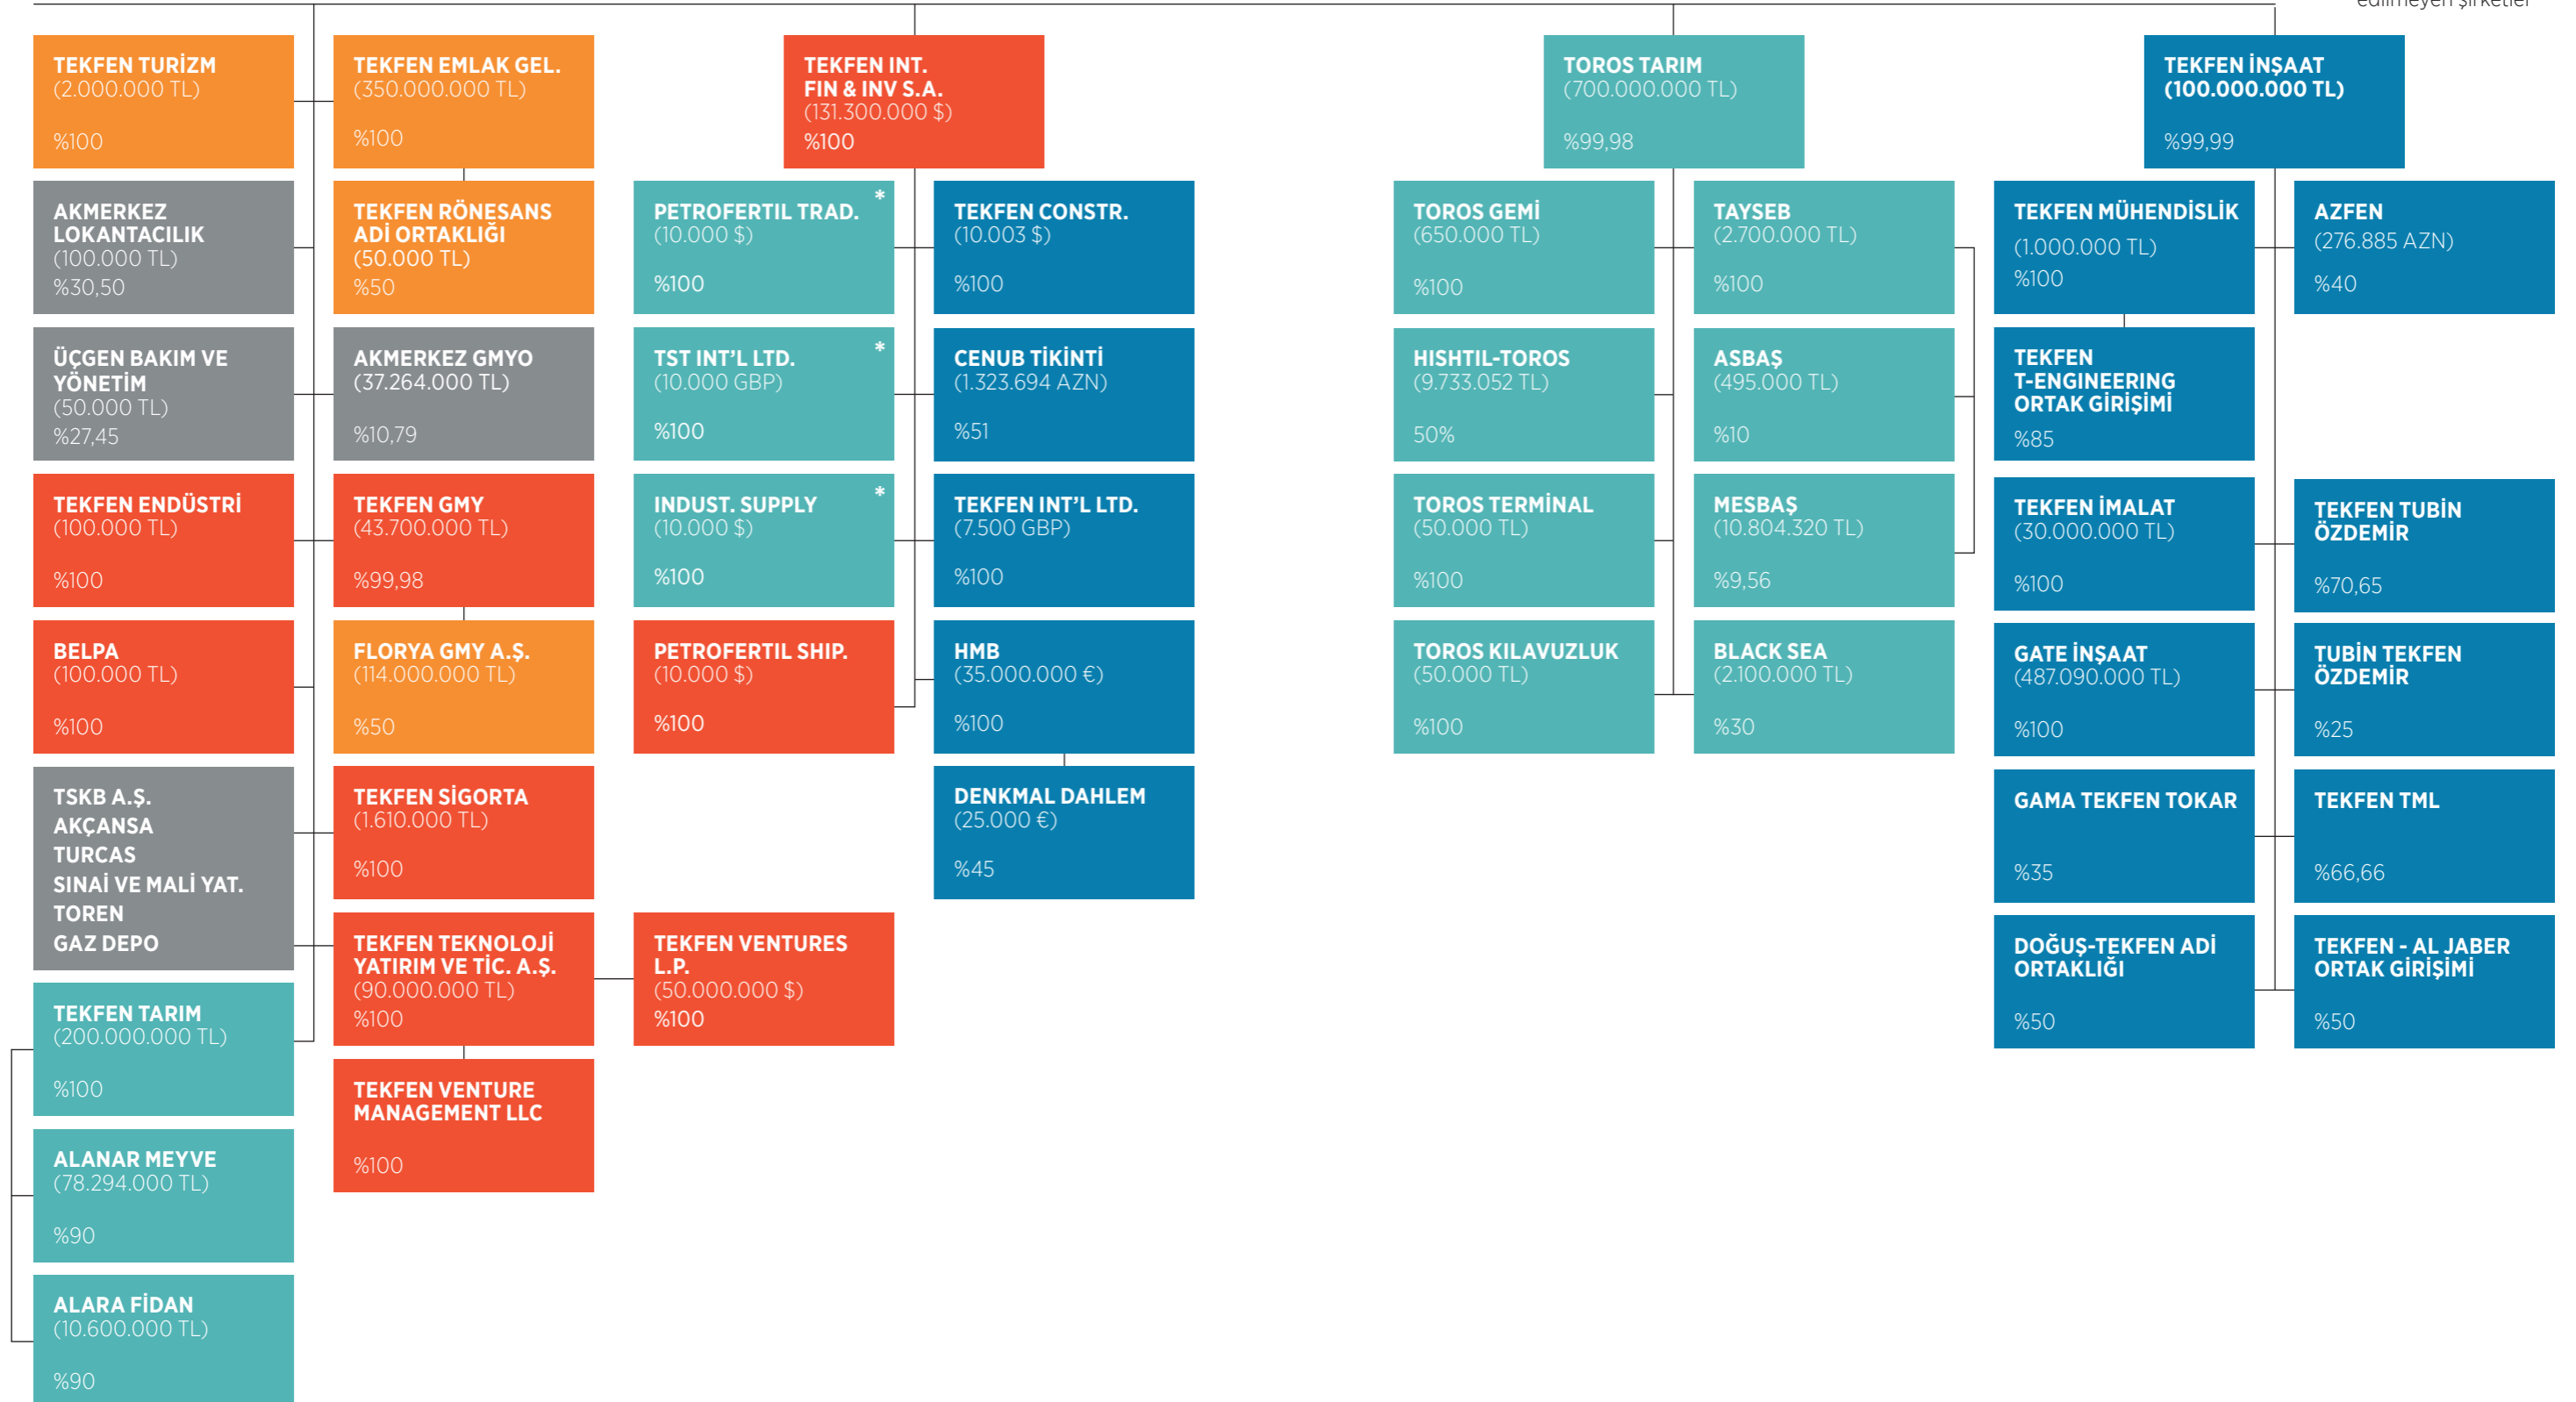 edilmeyen şirketler
TEKFEN TURİZM
(2.000.000 TL)
%100
TEKFEN EMLAK GEL.
(350.000.000 TL)
%100
TEKFEN INT.
FIN & INV S.A.
(131.300.000 $)
%100
TOROS TARIM
(700.000.000 TL)
%99,98
TEKFEN İNŞAAT
(100.000.000 TL)
%99,99
AKMERKEZ
LOKANTACILIK
(100.000 TL)
%30,50
TEKFEN RÖNESANS
ADİ ORTAKLIĞI
(50.000 TL)
%50
PETROFERTIL TRAD. *
(10.000 $)
%100
TEKFEN CONSTR.
(10.003 $)
%100
TOROS GEMİ
(650.000 TL)
%100
TAYSEB
(2.700.000 TL)
%100
TEKFEN MÜHENDİSLİK
(1.000.000 TL)
%100
AZFEN
(276.885 AZN)
%40
ÜÇGEN BAKIM VE
YÖNETİM
(50.000 TL)
%27,45
AKMERKEZ GMYO
(37.264.000 TL)
%10,79
TST INT'L LTD. *
(10.000 GBP)
%100
CENUB TİKİNTİ
(1.323.694 AZN)
%51
HISHTIL-TOROS
(9.733.052 TL)
50%
ASBAŞ
(495.000 TL)
%10
TEKFEN
T-ENGINEERING
ORTAK GİRİŞİMİ
%85
TEKFEN ENDÜSTRİ
(100.000 TL)
%100
TEKFEN GMY
(43.700.000 TL)
%99,98
INDUST. SUPPLY *
(10.000 $)
%100
TEKFEN INT'L LTD.
(7.500 GBP)
%100
TOROS TERMİNAL
(50.000 TL)
%100
MESBAŞ
(10.804.320 TL)
%9,56
TEKFEN İMALAT
(30.000.000 TL)
%100
TEKFEN TUBİN
ÖZDEMİR
%70,65
BELPA
(100.000 TL)
%100
FLORYA GMY A.Ş.
(114.000.000 TL)
%50
PETROFERTIL SHIP.
(10.000 $)
%100
HMB
(35.000.000 €)
%100
TOROS KILAVUZLUK
(50.000 TL)
%100
BLACK SEA
(2.100.000 TL)
%30
GATE İNŞAAT
(487.090.000 TL)
%100
TUBİN TEKFEN
ÖZDEMİR
%25
TSKB A.Ş.
AKÇANSA
TURCAS
SINAİ VE MALİ YAT.
TOREN
GAZ DEPO
TEKFEN SİGORTA
(1.610.000 TL)
%100
DENKMAL DAHLEM
(25.000 €)
%45
GAMA TEKFEN TOKAR
%35
TEKFEN TML
%66,66
TEKFEN TEKNOLOJİ
YATIRIM VE TİC. A.Ş.
(90.000.000 TL)
%100
TEKFEN VENTURES
L.P.
(50.000.000 $)
%100
DOĞUŞ-TEKFEN ADİ
ORTAKLIĞI
%50
TEKFEN - AL JABER
ORTAK GİRİŞİMİ
%50
TEKFEN TARIM
(200.000.000 TL)
%100
TEKFEN VENTURE
MANAGEMENT LLC
%100
ALANAR MEYVE
(78.294.000 TL)
%90
ALARA FİDAN
(10.600.000 TL)
%90